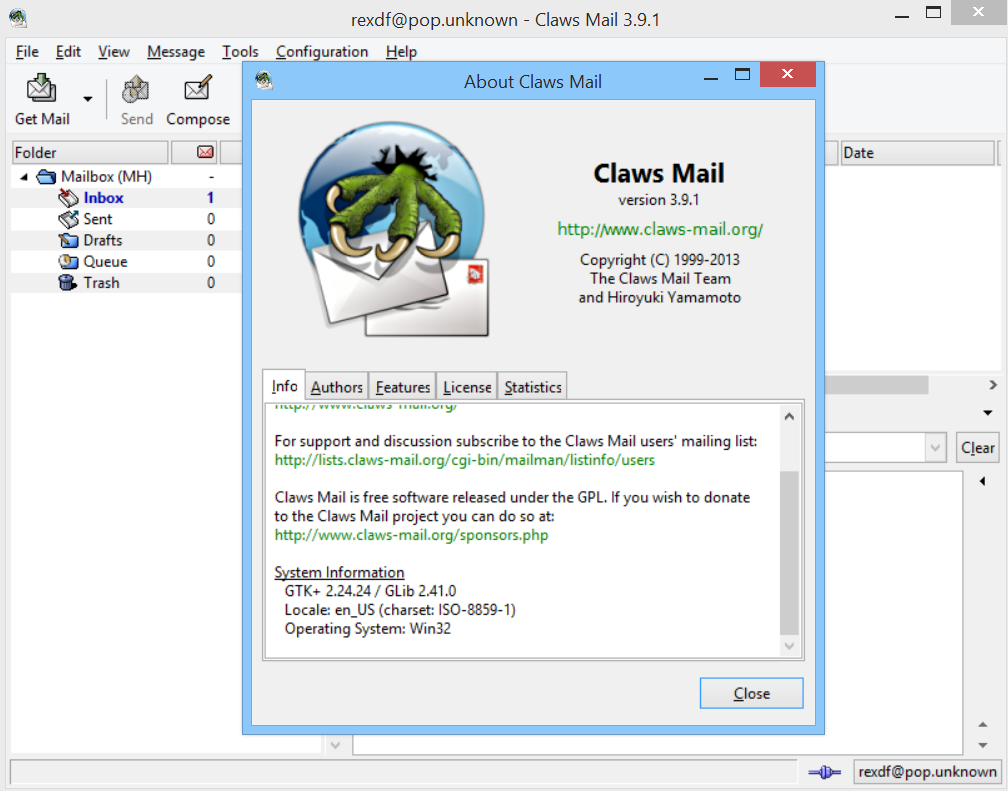 rexdf@pop.unknown - Claws Mail 3.9.1
File Edit View Message Tools Configuration Help
Get Mail Send Compose
Folder
Date
Mailbox (MH) -
Inbox 1
Sent 0
Drafts 0
Queue 0
Trash 0
Clear
About Claws Mail
Claws Mail
version 3.9.1
http://www.claws-mail.org/
Copyright (C) 1999-2013
The Claws Mail Team
and Hiroyuki Yamamoto
Info Authors Features License Statistics
http://www.claws-mail.org/
For support and discussion subscribe to the Claws Mail users' mailing list:
http://lists.claws-mail.org/cgi-bin/mailman/listinfo/users
Claws Mail is free software released under the GPL. If you wish to donate
to the Claws Mail project you can do so at:
http://www.claws-mail.org/sponsors.php
System Information
GTK+ 2.24.24 / GLib 2.41.0
Locale: en_US (charset: ISO-8859-1)
Operating System: Win32
Close
rexdf@pop.unknown